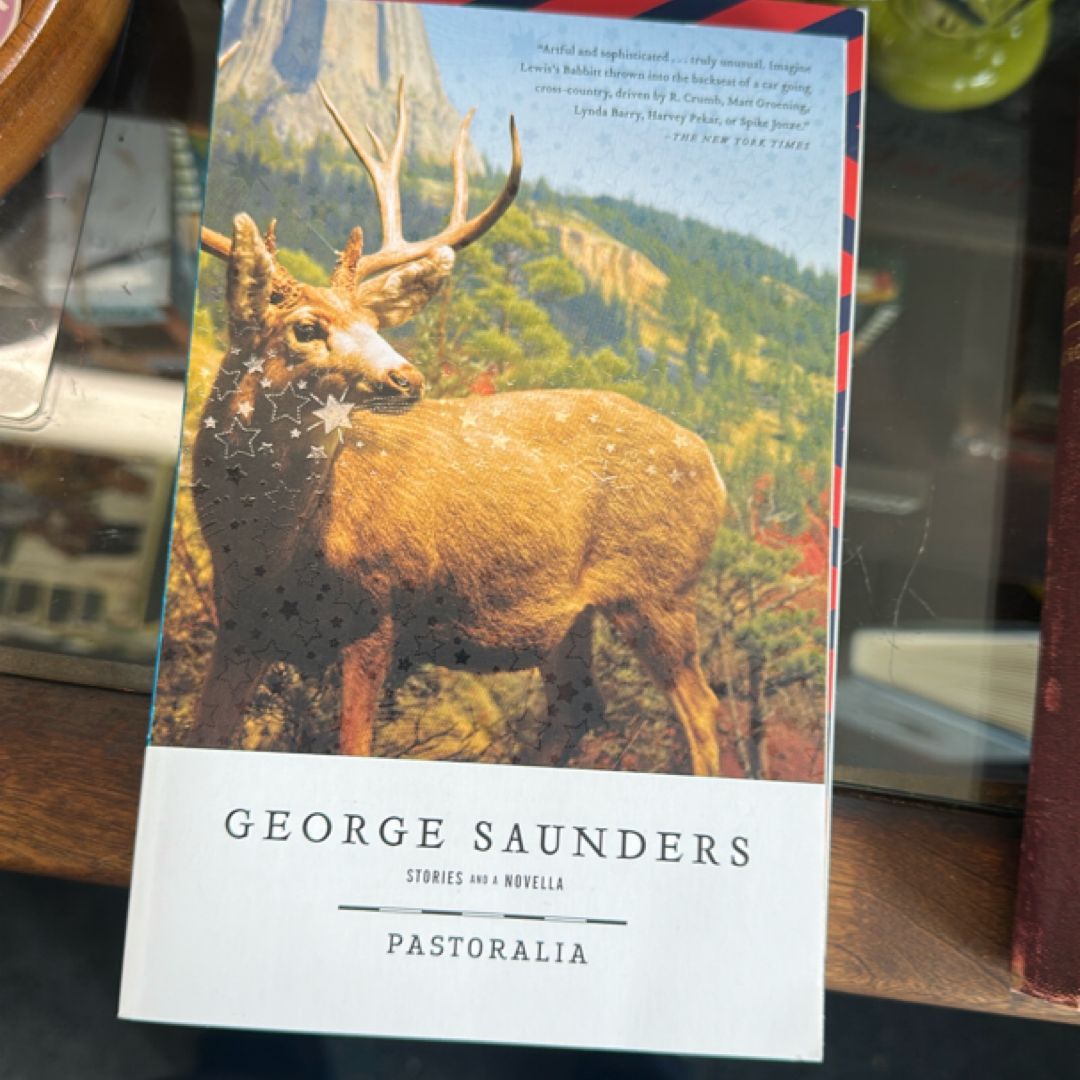 "Artful and sophisticated . . . truly unusual. Imagine
Lewis's Babbitt thrown into the backseat of a car going
cross-country, driven by R. Crumb, Matt Groening,
Lynda Barry, Harvey Pekar, or Spike Jonze."
–THE NEW YORK TIMES
GEORGE SAUNDERS
STORIES AND A NOVELLA
PASTORALIA